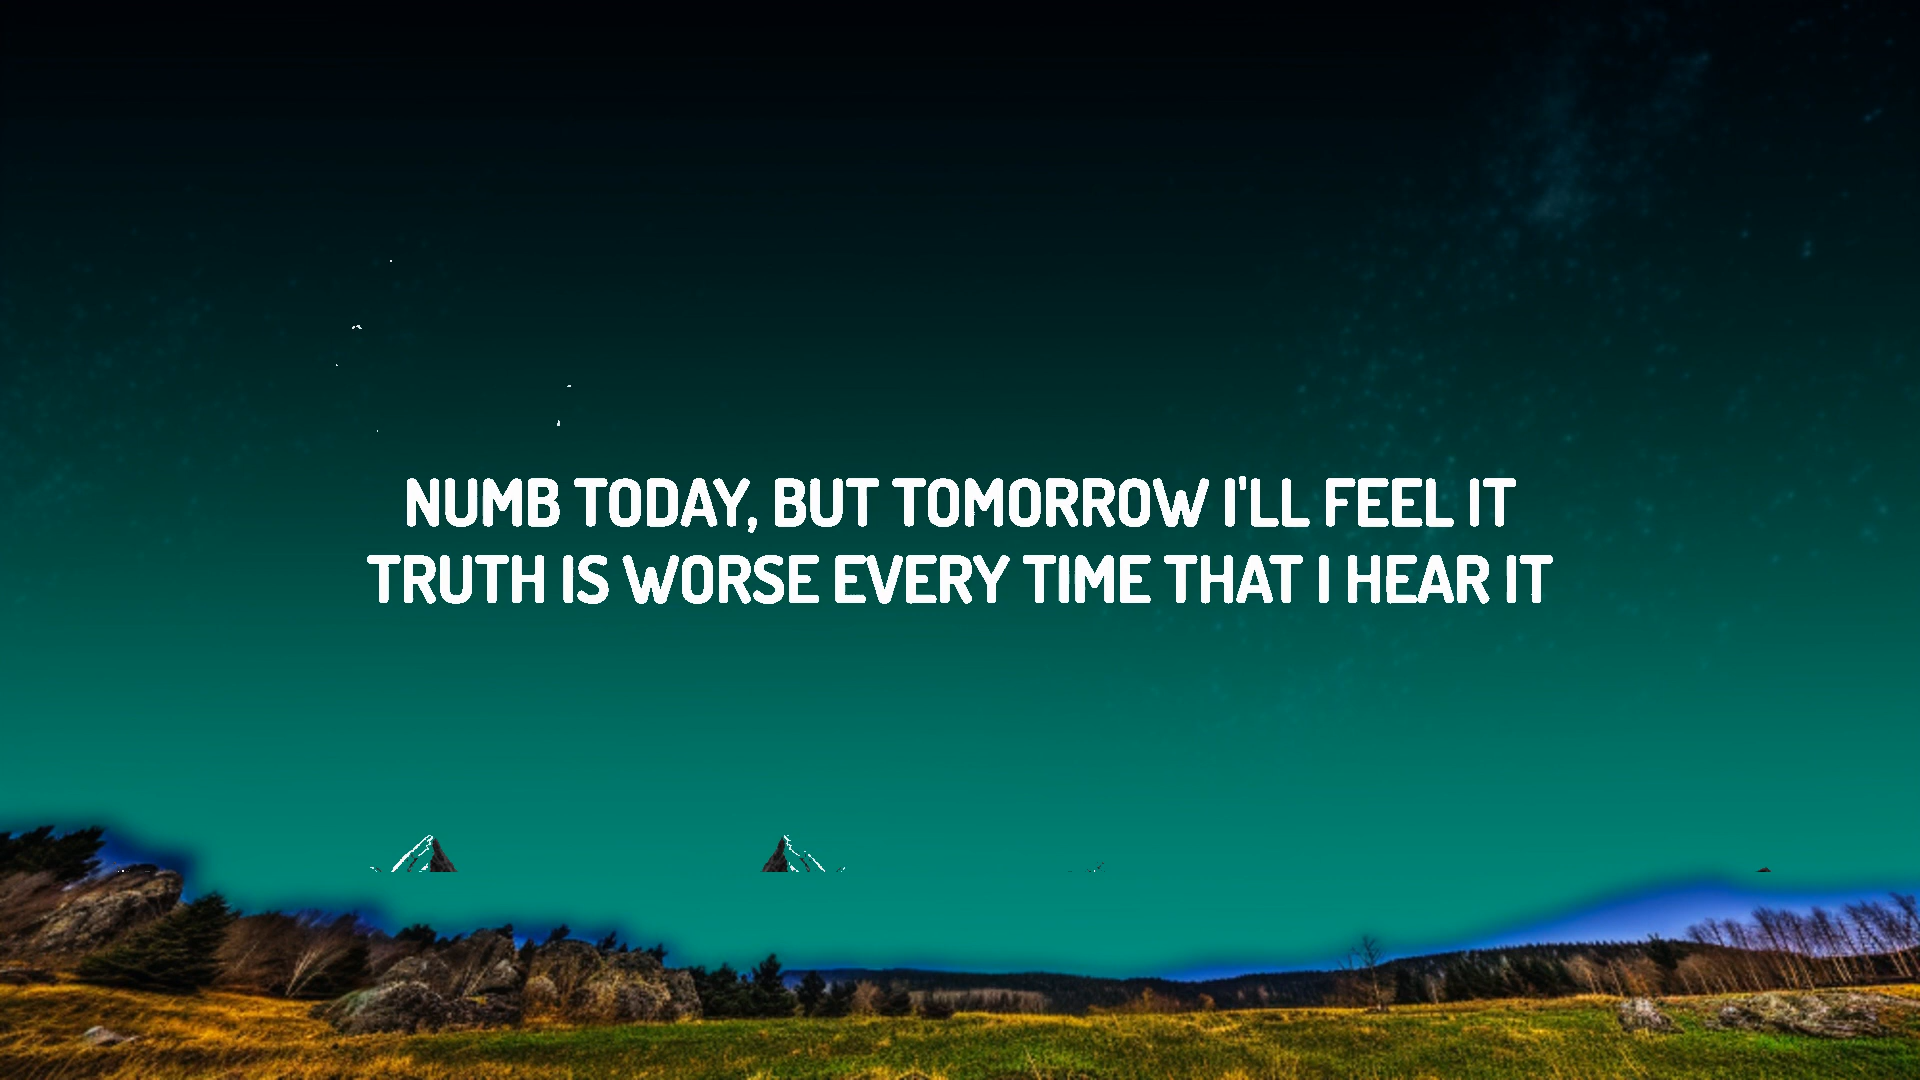 NUMB TODAY, BUT TOMORROW I'LL FEEL IT
TRUTH IS WORSE EVERY TIME THAT I HEAR IT